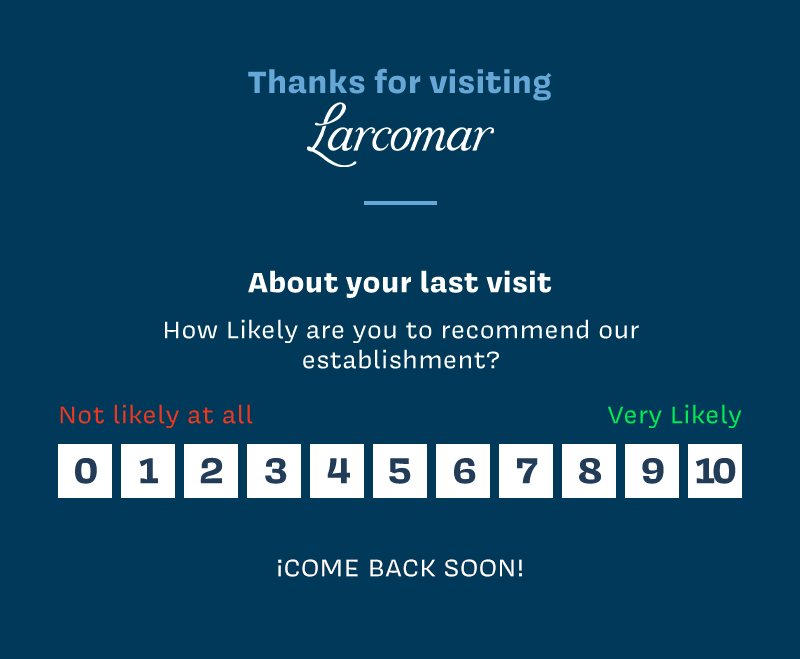 Thanks for visiting
Larcomar
About your last visit
How Likely are you to recommend our
establishment?
Not likely at all Very Likely
0 1 2 3 4 5 6 7 8 9 10
¡COME BACK SOON!